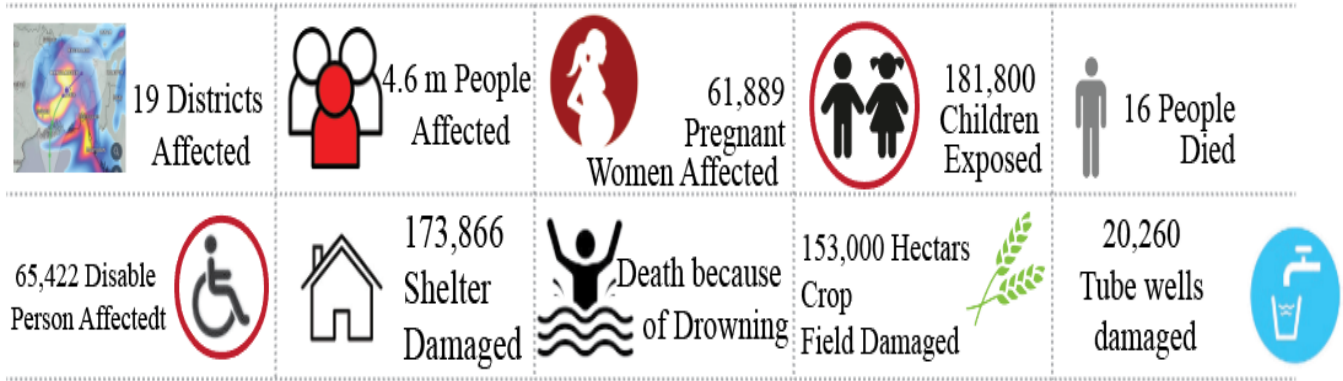 19 Districts
Affected
4.6 m People
Affected
61,889
Pregnant
Women Affected
181,800
Children
Exposed
16 People
Died
65,422 Disable
Person Affectedt
173,866
Shelter
Damaged
Death because
of Drowning
153,000 Hectars
Crop
Field Damaged
20,260
Tube wells
damaged